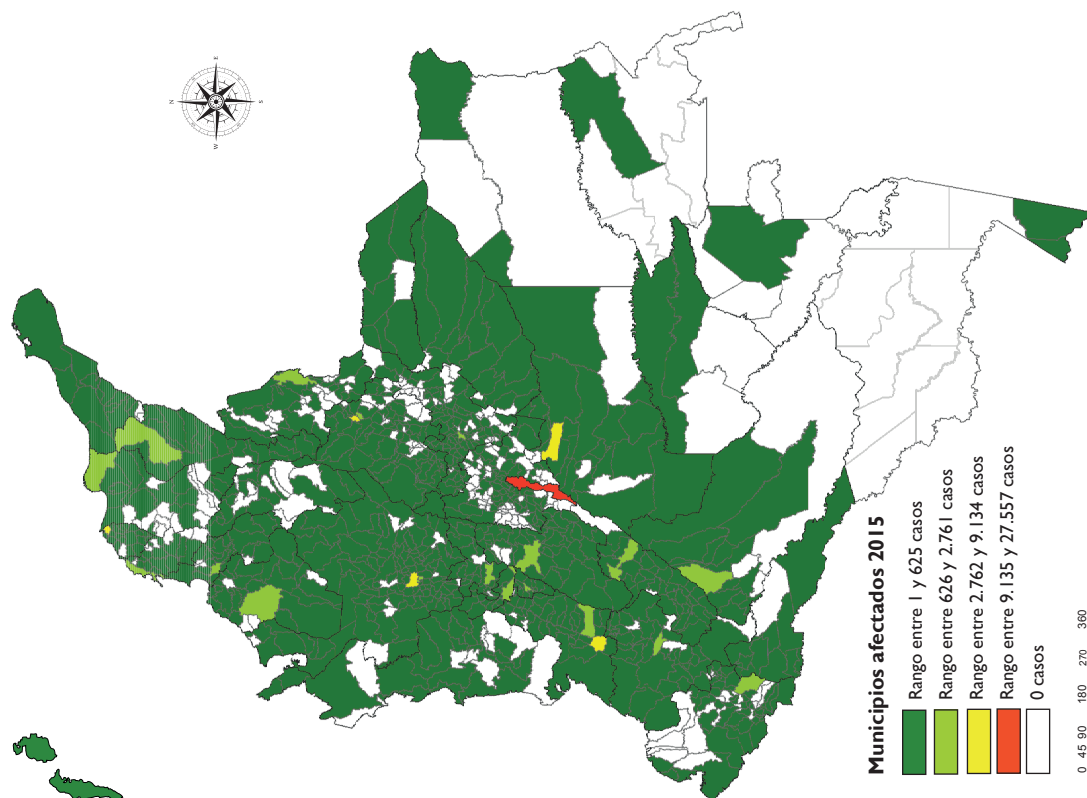 N
E
W
S
Municipios afectados 2015
Rango entre 1 y 625 casos
Rango entre 626 y 2.761 casos
Rango entre 2.762 y 9.134 casos
Rango entre 9.135 y 27.557 casos
0 casos
0 45 90 180 270 360